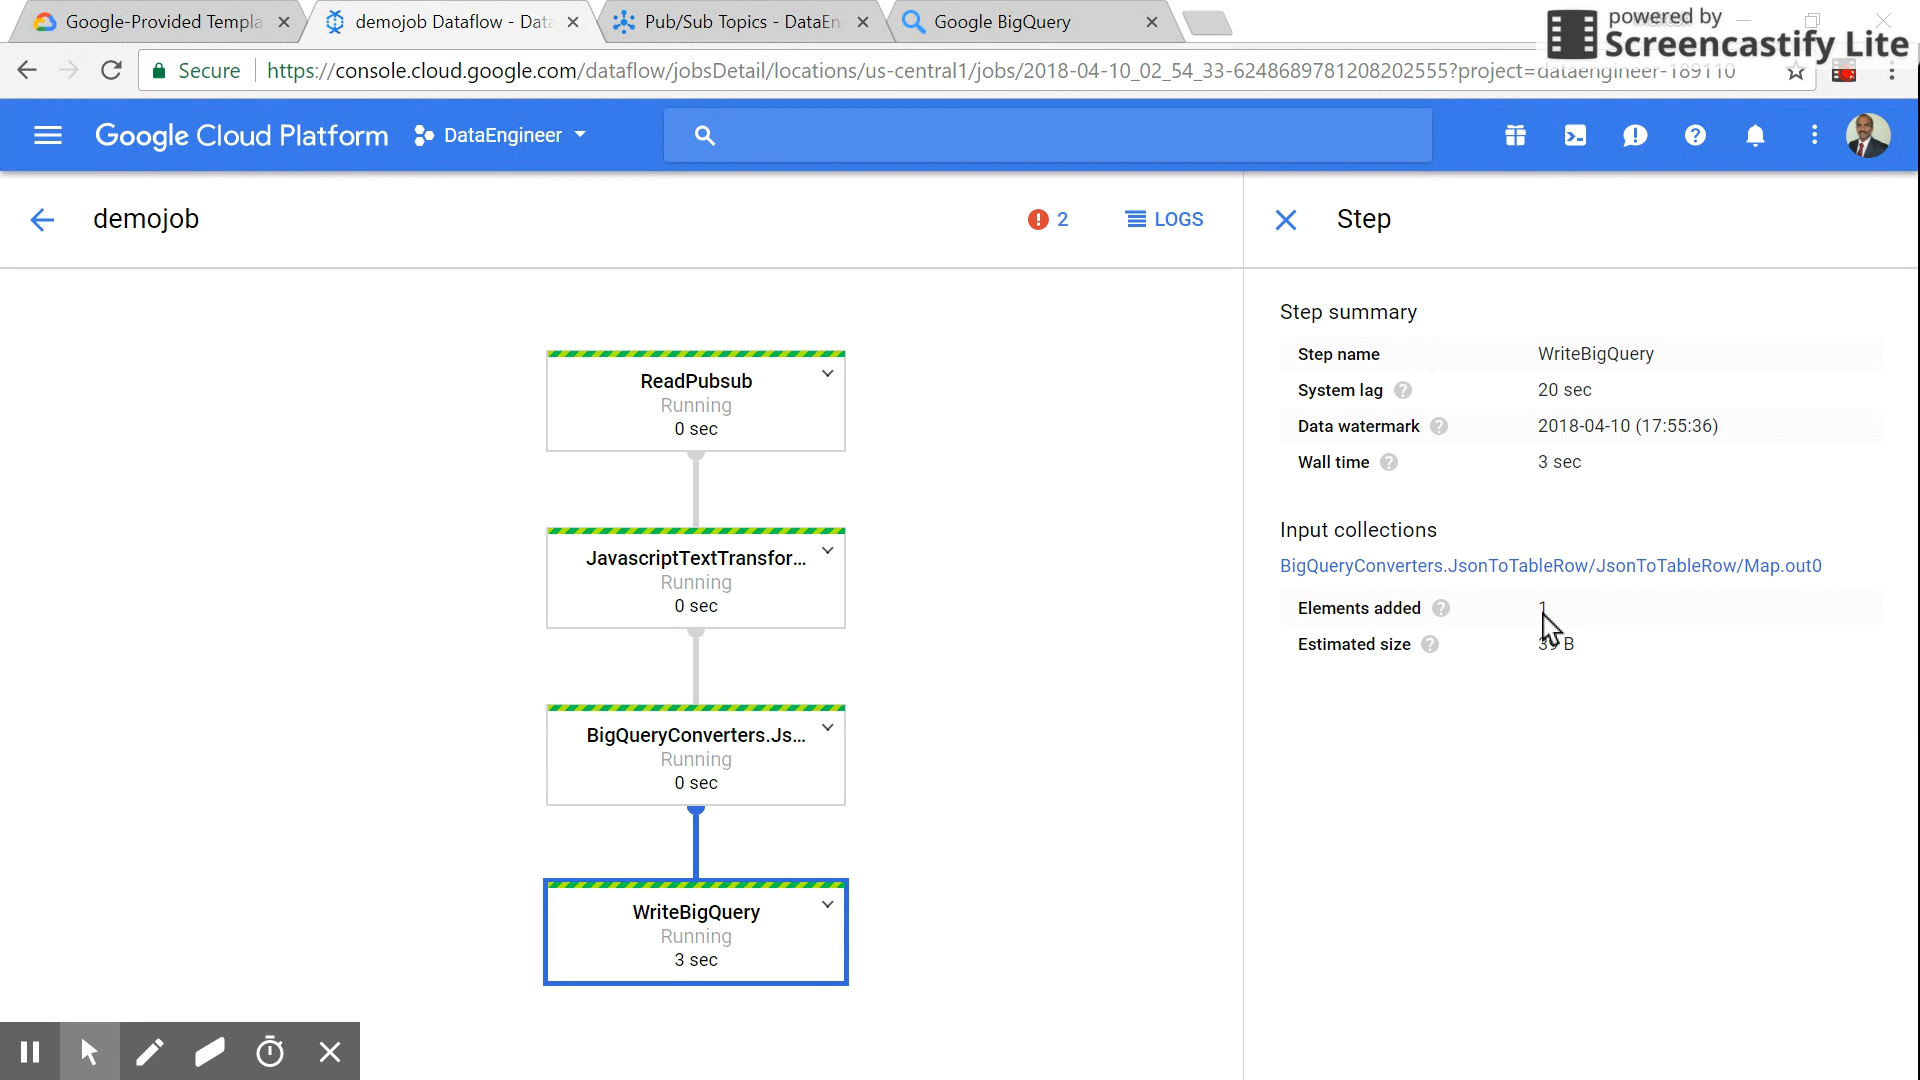 Google-Provided Templa
demojob Dataflow - Data
Pub/Sub Topics - DataEn
Google BigQuery
powered by
Screencastify Lite
Secure
https://console.cloud.google.com/dataflow/jobsDetail/locations/us-central1/jobs/2018-04-10_02_54_33-6248689781208202555?project=dataengineer-189110
Google Cloud Platform
DataEngineer
demojob
2
LOGS
Step
ReadPubsub
Running
0 sec
JavascriptTextTransfor...
Running
0 sec
BigQueryConverters.Js...
Running
0 sec
WriteBigQuery
Running
3 sec
Step summary
Step name WriteBigQuery
System lag 20 sec
Data watermark 2018-04-10 (17:55:36)
Wall time 3 sec
Input collections
BigQueryConverters.JsonToTableRow/JsonToTableRow/Map.out0
Elements added 1
Estimated size 39 B